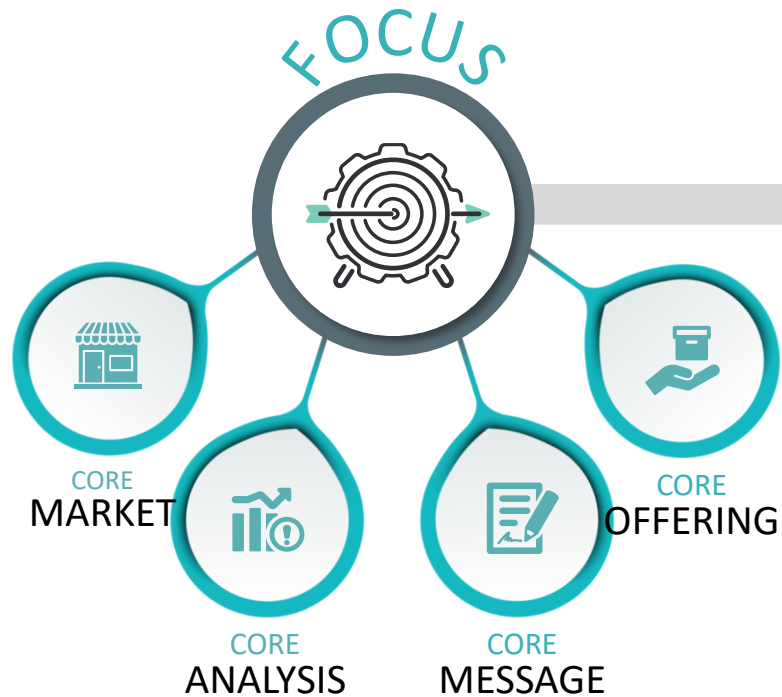 FOCUS
CORE
MARKET
CORE
ANALYSIS
CORE
MESSAGE
CORE
OFFERING